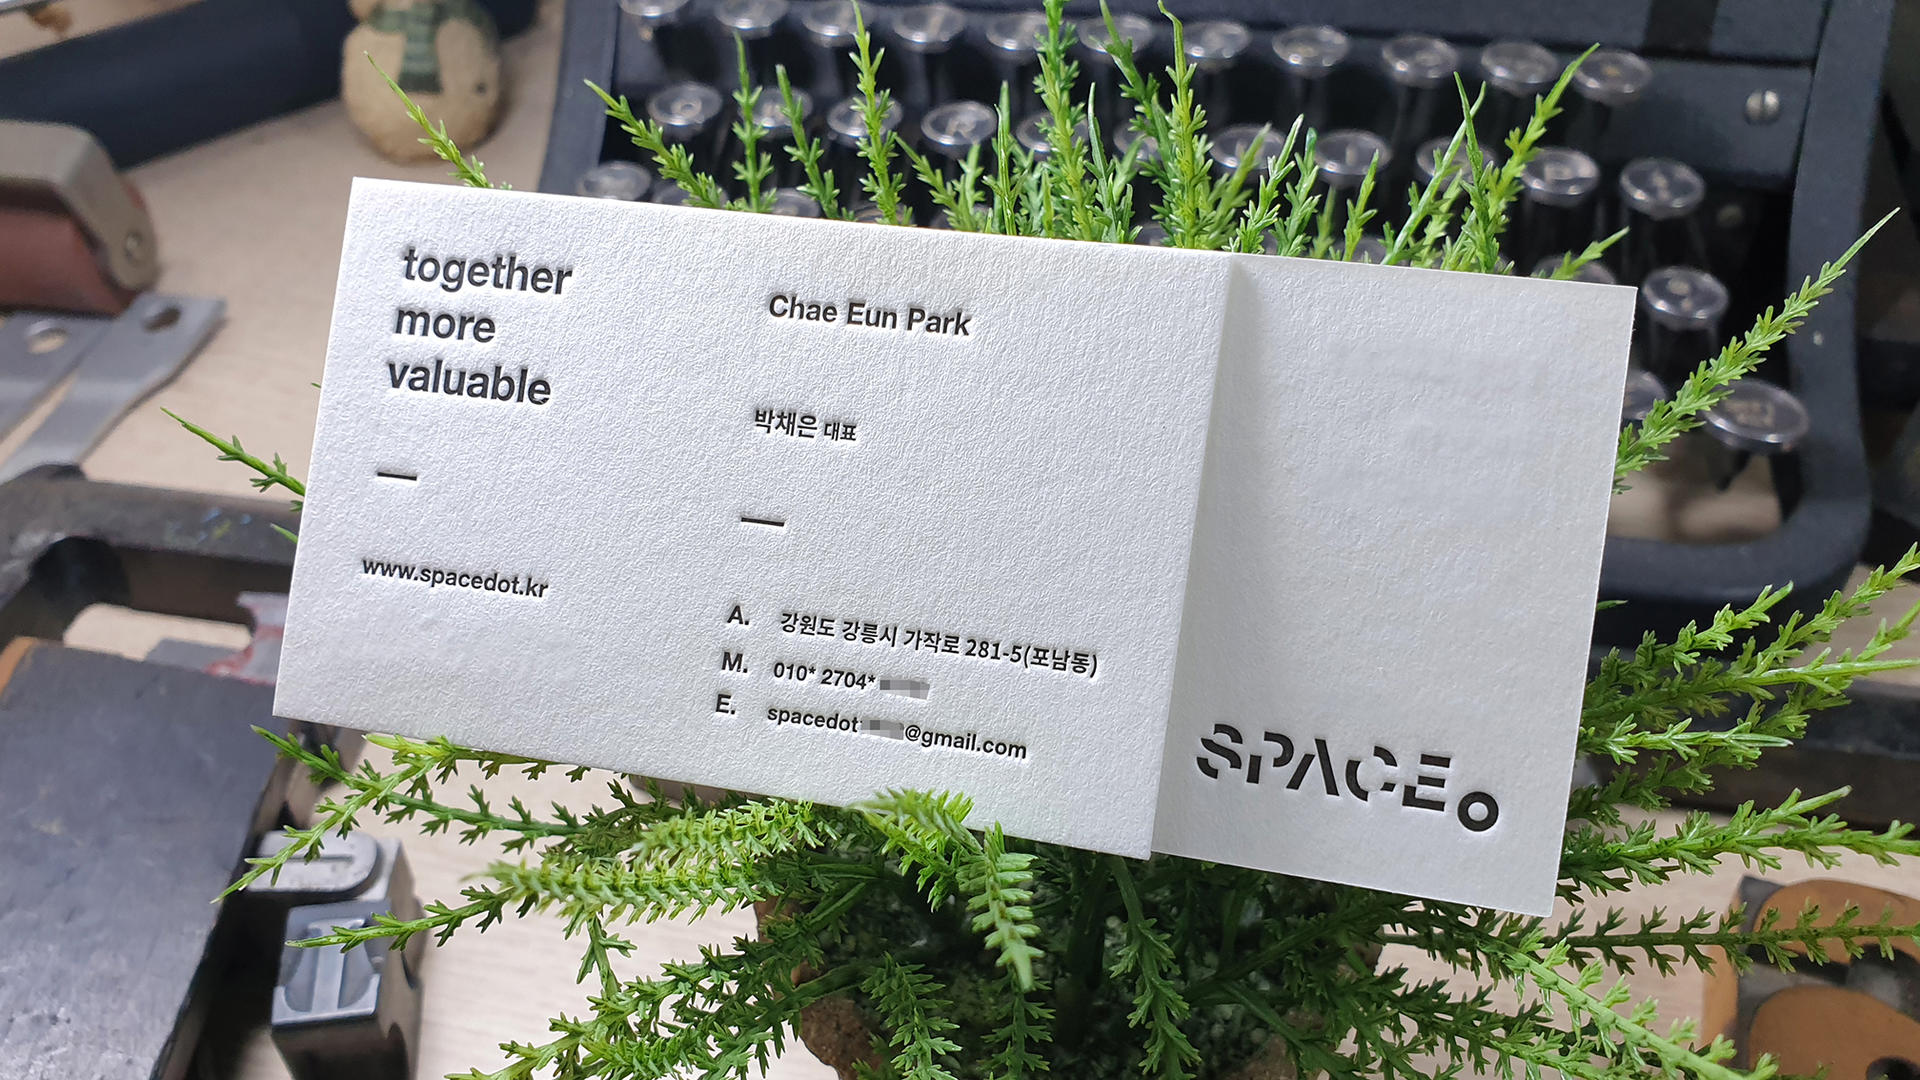 together
more
valuable
—
www.spacedot.kr
Chae Eun Park
박채은 대표
—
A. 강원도 강릉시 가작로 281-5(포남동)
M. 010* 2704*
E. spacedot @gmail.com
SPACE.